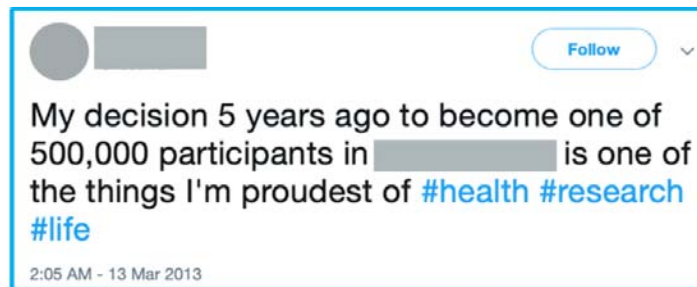 Follow
My decision 5 years ago to become one of
500,000 participants in is one of
the things I'm proudest of #health #research
#life
2:05 AM - 13 Mar 2013